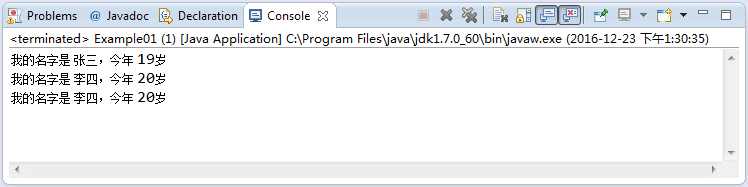 Problems @ Javadoc Declaration Console
<terminated> Example01 (1) [Java Application] C:\Program Files\java\jdk1.7.0_60\bin\javaw.exe (2016-12-23 下午1:30:35)
我的名字是 张三，今年 19岁
我的名字是 李四，今年 20岁
我的名字是 李四，今年 20岁